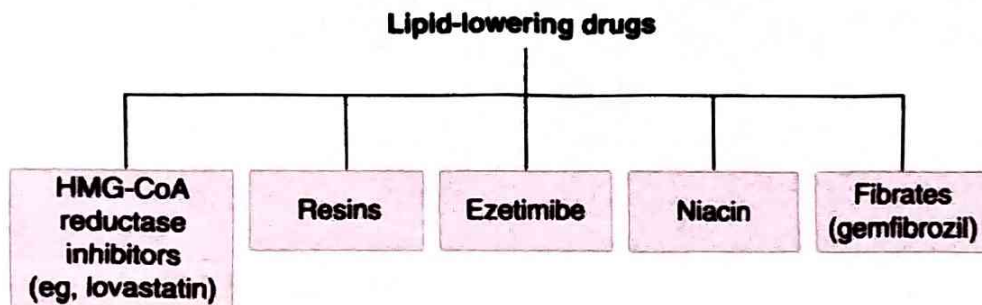 Lipid-lowering drugs
HMG-CoA
reductase
inhibitors
(eg, lovastatin)
Resins
Ezetimibe
Niacin
Fibrates
(gemfibrozil)